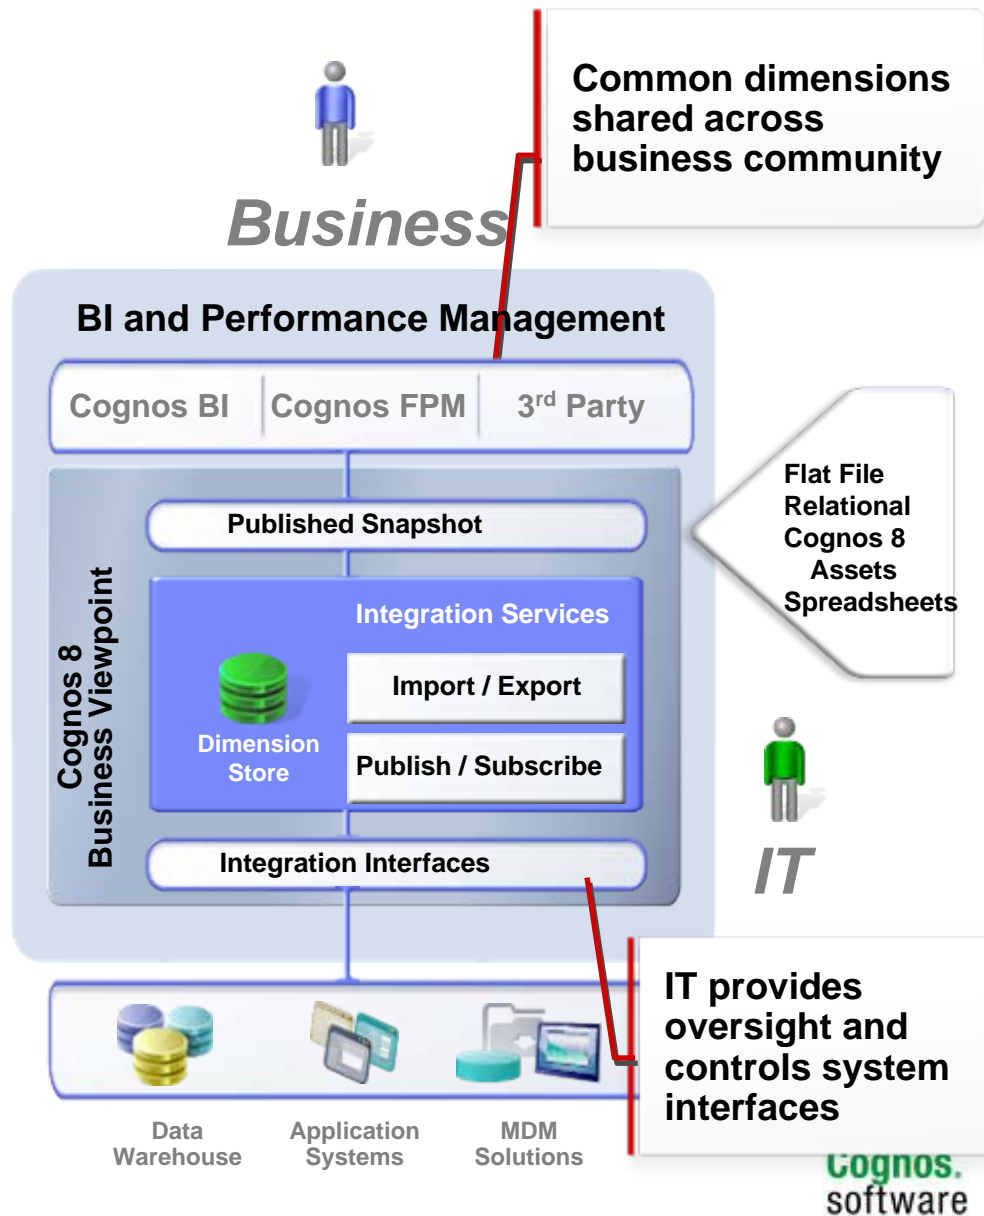 Common dimensions
shared across
business community
Business
BI and Performance Management
Cognos BI
Cognos FPM
3rd Party
Flat File
Relational
Cognos 8
Assets
Spreadsheets
Published Snapshot
Cognos 8
Business Viewpoint
Integration Services
Import / Export
Dimension
Store
Publish / Subscribe
Integration Interfaces
IT
IT provides
oversight and
controls system
interfaces
Data
Warehouse
Application
Systems
MDM
Solutions
Cognos.
software